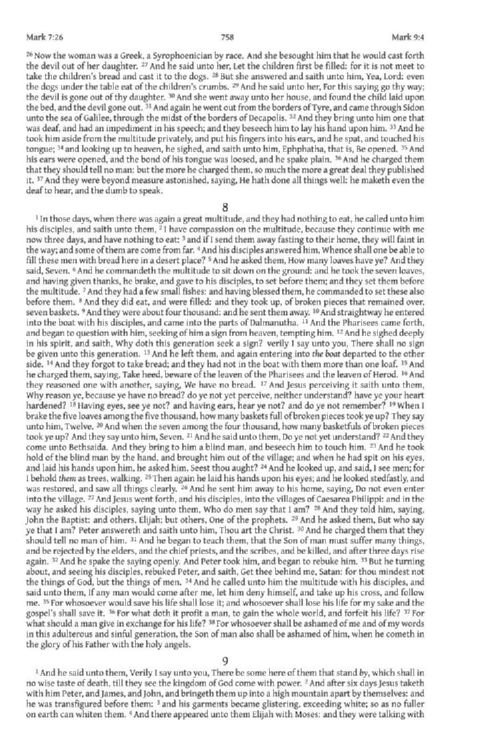 Mark 7:26 758 Mark 9:4
26 Now the woman was a Greek, a Syrophoenician by race. And she besought him that he would cast forth
the devil out of her daughter. 27 And he said unto her, Let the children first be filled: for it is not meet to
take the children's bread and cast it to the dogs. 28 But she answered and saith unto him, Yea, Lord: even
the dogs under the table eat of the children's crumbs. 29 And he said unto her, For this saying go thy way;
the devil is gone out of thy daughter. 30 And she went away unto her house, and found the child laid upon
the bed, and the devil gone out. 31 And again he went out from the borders of Tyre, and came through Sidon
unto the sea of Galilee, through the midst of the borders of Decapolis. 32 And they bring unto him one that
was deaf, and had an impediment in his speech; and they beseech him to lay his hand upon him. 33 And he
took him aside from the multitude privately, and put his fingers into his ears, and he spat, and touched his
tongue; 34 and looking up to heaven, he sighed, and saith unto him, Ephphatha, that is, Be opened. 35 And
his ears were opened, and the bond of his tongue was loosed, and he spake plain. 36 And he charged them
that they should tell no man: but the more he charged them, so much the more a great deal they published
it. 37 And they were beyond measure astonished, saying, He hath done all things well: he maketh even the
deaf to hear, and the dumb to speak.
8
1 In those days, when there was again a great multitude, and they had nothing to eat, he called unto him
his disciples, and saith unto them, 2 I have compassion on the multitude, because they continue with me
now three days, and have nothing to eat: 3 and if I send them away fasting to their home, they will faint in
the way; and some of them are come from far. 4 And his disciples answered him, Whence shall one be able to
fill these men with bread here in a desert place? 5 And he asked them, How many loaves have ye? And they
said, Seven. 6 And he commandeth the multitude to sit down on the ground: and he took the seven loaves,
and having given thanks, he brake, and gave to his disciples, to set before them; and they set them before
the multitude. 7 And they had a few small fishes: and having blessed them, he commanded to set these also
before them. 8 And they did eat, and were filled: and they took up, of broken pieces that remained over,
seven baskets. 9 And they were about four thousand: and he sent them away. 10 And straightway he entered
into the boat with his disciples, and came into the parts of Dalmanutha. 11 And the Pharisees came forth,
and began to question with him, seeking of him a sign from heaven, tempting him. 12 And he sighed deeply
in his spirit, and saith, Why doth this generation seek a sign? verily I say unto you, There shall no sign
be given unto this generation. 13 And he left them, and again entering into the boat departed to the other
side. 14 And they forgot to take bread; and they had not in the boat with them more than one loaf. 15 And
he charged them, saying, Take heed, beware of the leaven of the Pharisees and the leaven of Herod. 16 And
they reasoned one with another, saying, We have no bread. 17 And Jesus perceiving it saith unto them,
Why reason ye, because ye have no bread? do ye not yet perceive, neither understand? have ye your heart
hardened? 18 Having eyes, see ye not? and having ears, hear ye not? and do ye not remember? 19 When I
brake the five loaves among the five thousand, how many baskets full of broken pieces took ye up? They say
unto him, Twelve. 20 And when the seven among the four thousand, how many basketfuls of broken pieces
took ye up? And they say unto him, Seven. 21 And he said unto them, Do ye not yet understand? 22 And they
come unto Bethsaida. And they bring to him a blind man, and beseech him to touch him. 23 And he took
hold of the blind man by the hand, and brought him out of the village; and when he had spit on his eyes,
and laid his hands upon him, he asked him, Seest thou aught? 24 And he looked up, and said, I see men; for
I behold them as trees, walking. 25 Then again he laid his hands upon his eyes; and he looked stedfastly, and
was restored, and saw all things clearly. 26 And he sent him away to his home, saying, Do not even enter
into the village. 27 And Jesus went forth, and his disciples, into the villages of Caesarea Philippi: and in the
way he asked his disciples, saying unto them, Who do men say that I am? 28 And they told him, saying,
John the Baptist: and others, Elijah; but others, One of the prophets. 29 And he asked them, But who say
ye that I am? Peter answereth and saith unto him, Thou art the Christ. 30 And he charged them that they
should tell no man of him. 31 And he began to teach them, that the Son of man must suffer many things,
and be rejected by the elders, and the chief priests, and the scribes, and be killed, and after three days rise
again. 32 And he spake the saying openly. And Peter took him, and began to rebuke him. 33 But he turning
about, and seeing his disciples, rebuked Peter, and saith, Get thee behind me, Satan: for thou mindest not
the things of God, but the things of men. 34 And he called unto him the multitude with his disciples, and
said unto them, If any man would come after me, let him deny himself, and take up his cross, and follow
me. 35 For whosoever would save his life shall lose it; and whosoever shall lose his life for my sake and the
gospel's shall save it. 36 For what doth it profit a man, to gain the whole world, and forfeit his life? 37 For
what should a man give in exchange for his life? 38 For whosoever shall be ashamed of me and of my words
in this adulterous and sinful generation, the Son of man also shall be ashamed of him, when he cometh in
the glory of his Father with the holy angels.
9
1 And he said unto them, Verily I say unto you, There be some here of them that stand by, which shall in
no wise taste of death, till they see the kingdom of God come with power. 2 And after six days Jesus taketh
with him Peter, and James, and John, and bringeth them up into a high mountain apart by themselves: and
he was transfigured before them: 3 and his garments became glistering, exceeding white; so as no fuller
on earth can whiten them. 4 And there appeared unto them Elijah with Moses: and they were talking with